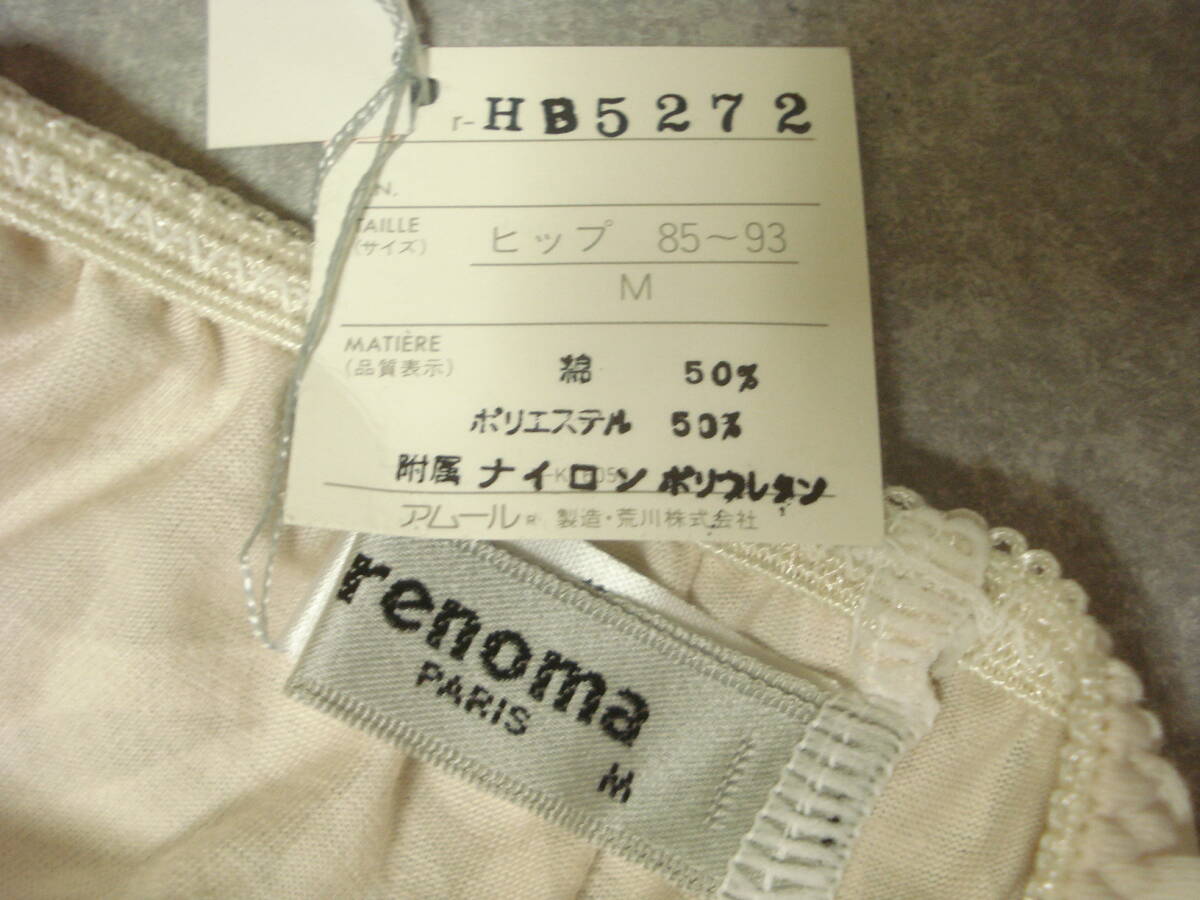 r-HB5272
N.
TAILLE
(サイズ)
ヒップ 85～93
M
MATIÈRE
(品質表示)
綿 50%
ポリエステル 50%
附属 ナイロン ポリウレタン
アムールR 製造・荒川株式会社
renoma
PARIS
M